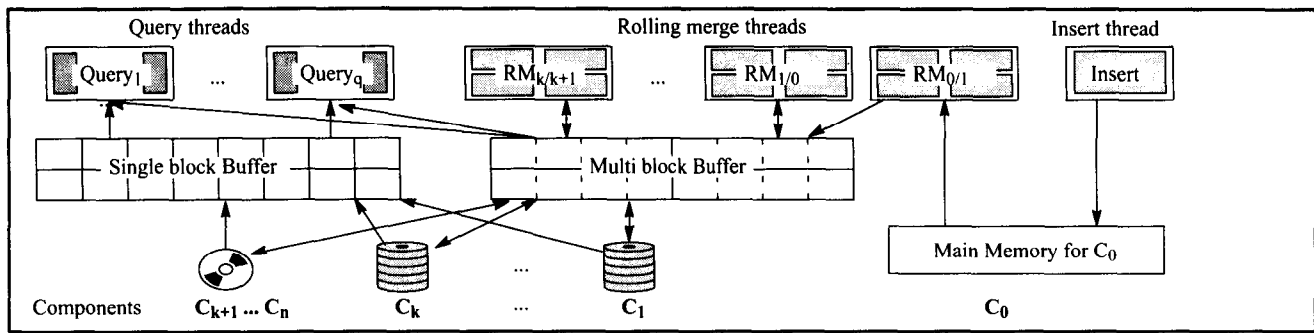 Query threads Rolling merge threads Insert thread
Query1 ... Queryq RMk/k+1 ... RM1/0 RM0/1 Insert
...
Single block Buffer Multi block Buffer
... Main Memory for C0
Components Ck+1 ... Cn Ck ... C1 C0